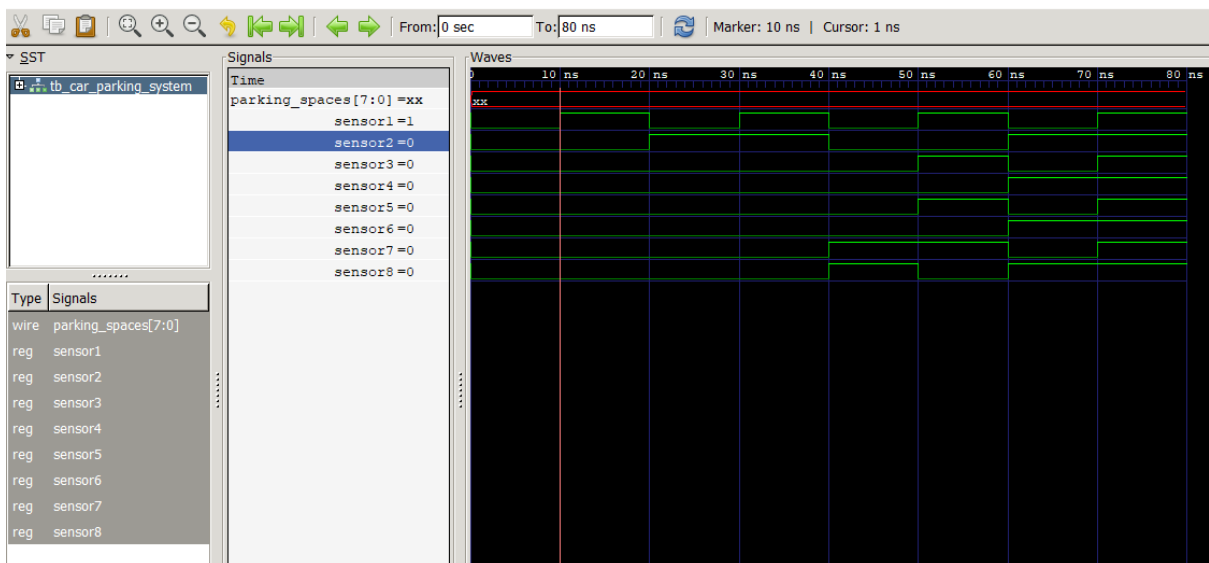 From: 0 sec To: 80 ns Marker: 10 ns | Cursor: 1 ns
SST
tb_car_parking_system
Type Signals
wire parking_spaces[7:0]
reg sensor1
reg sensor2
reg sensor3
reg sensor4
reg sensor5
reg sensor6
reg sensor7
reg sensor8
Signals
Time
parking_spaces[7:0] =xx
sensor1 =1
sensor2 =0
sensor3 =0
sensor4 =0
sensor5 =0
sensor6 =0
sensor7 =0
sensor8 =0
Waves
0 10 ns 20 ns 30 ns 40 ns 50 ns 60 ns 70 ns 80 ns
xx